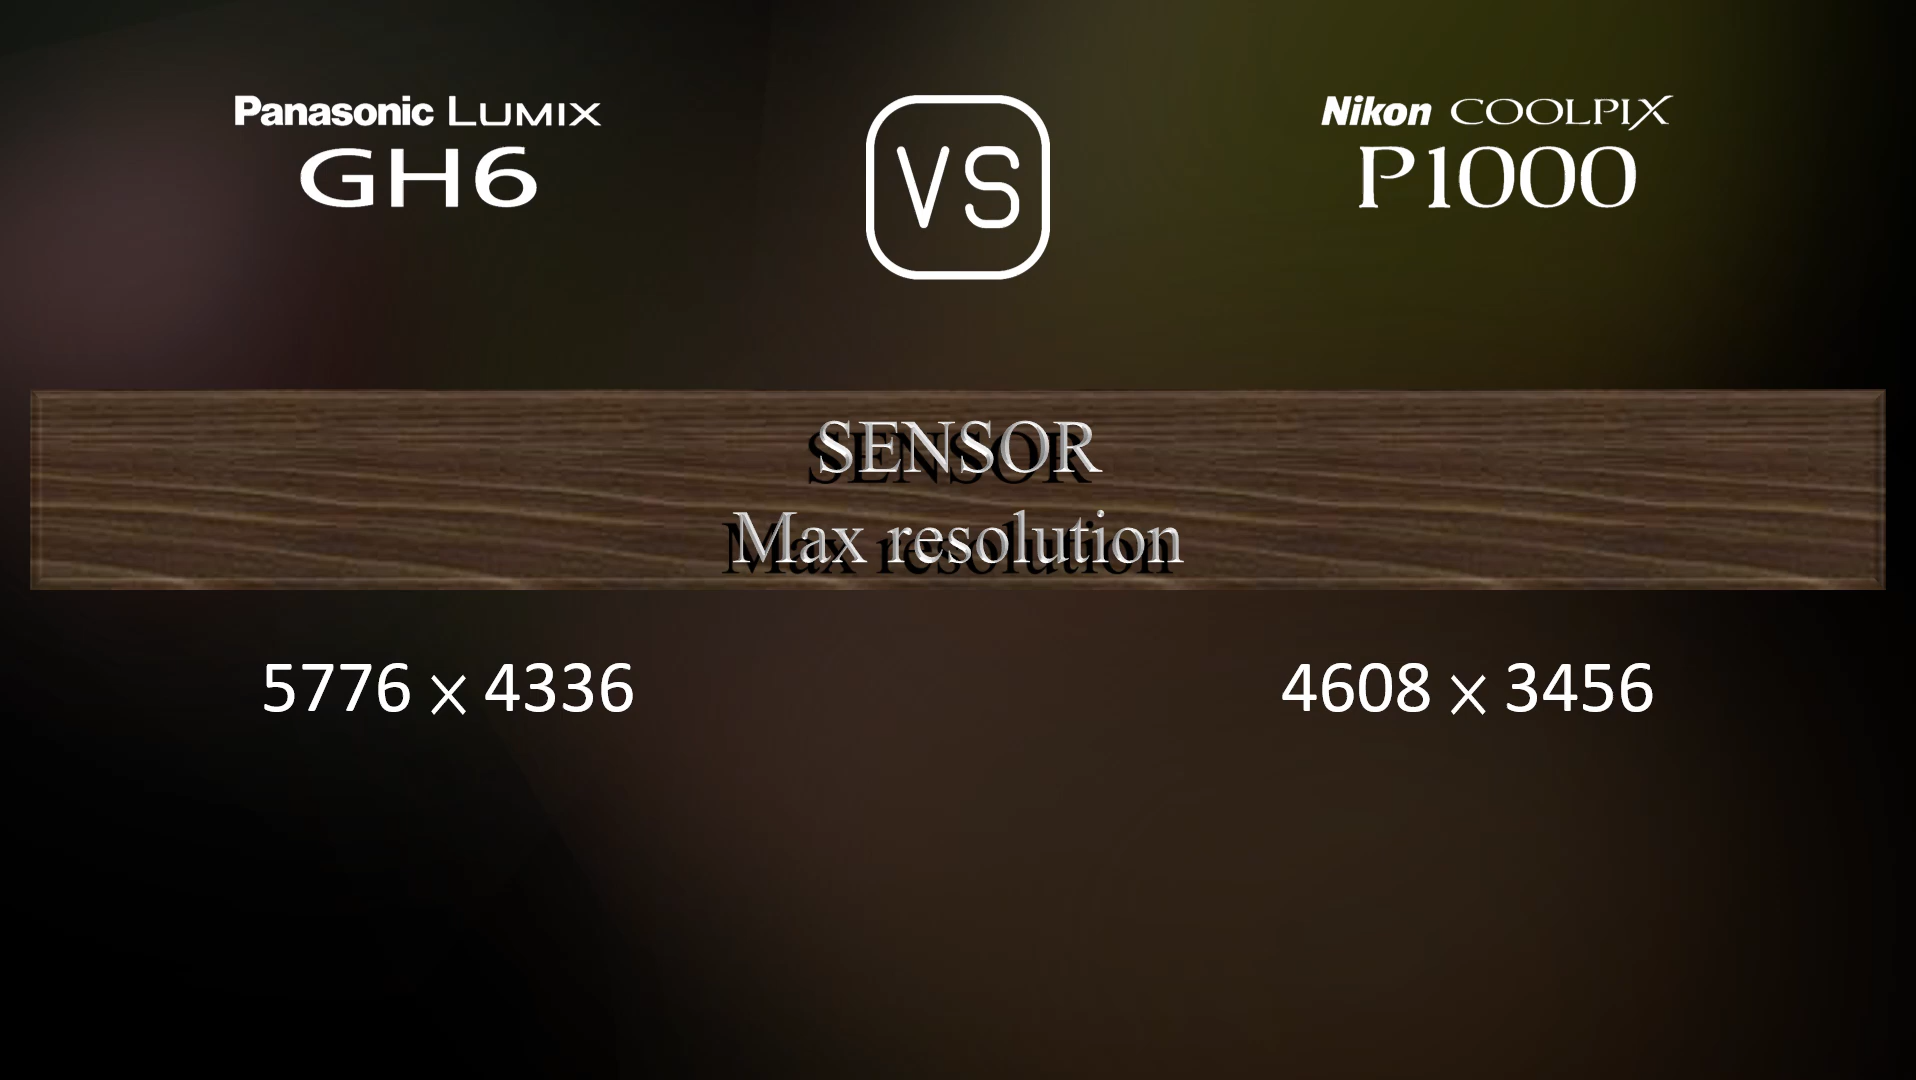 Panasonic LUMIX
GH6
VS
Nikon COOLPIX
P1000
SENSOR
Max resolution
5776 x 4336
4608 x 3456